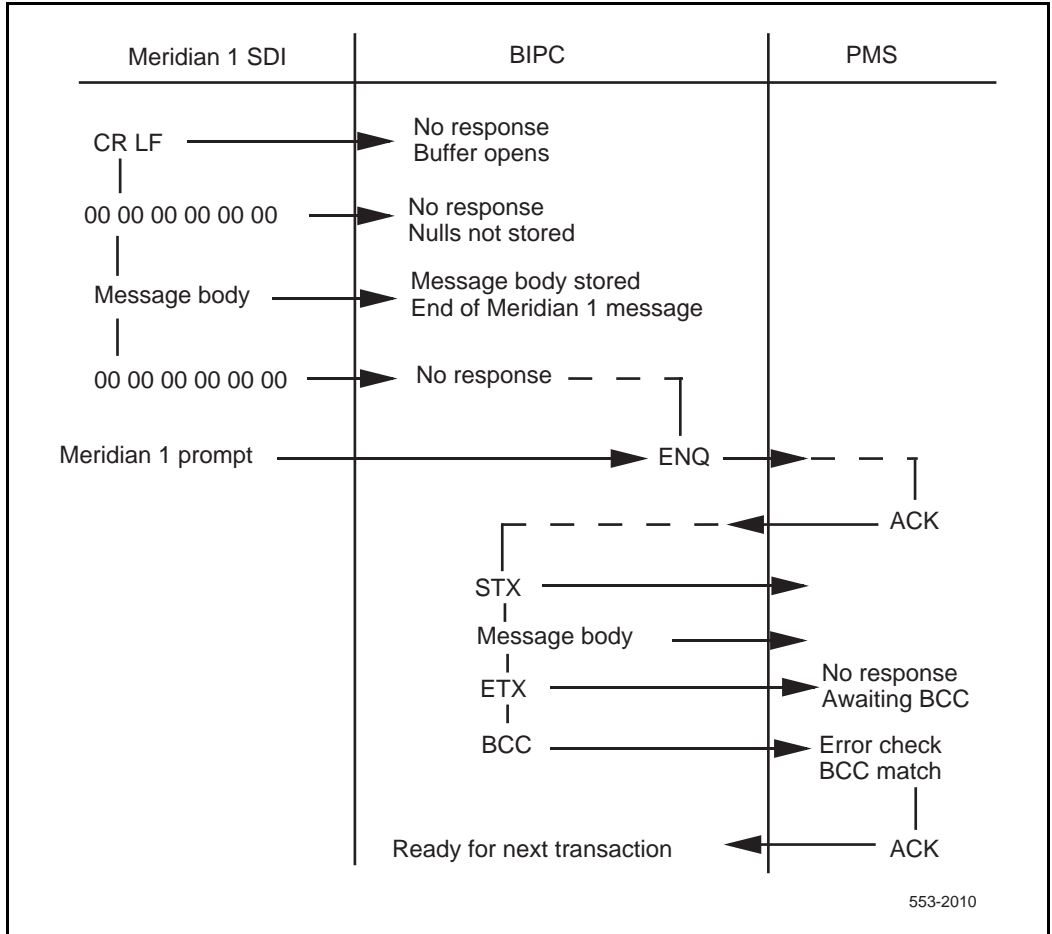 Meridian 1 SDI
BIPC
PMS
CR LF
No response
Buffer opens
00 00 00 00 00 00
No response
Nulls not stored
Message body
Message body stored
End of Meridian 1 message
00 00 00 00 00 00
No response
Meridian 1 prompt
ENQ
ACK
STX
Message body
ETX
No response
Awaiting BCC
BCC
Error check
BCC match
Ready for next transaction
ACK
553-2010